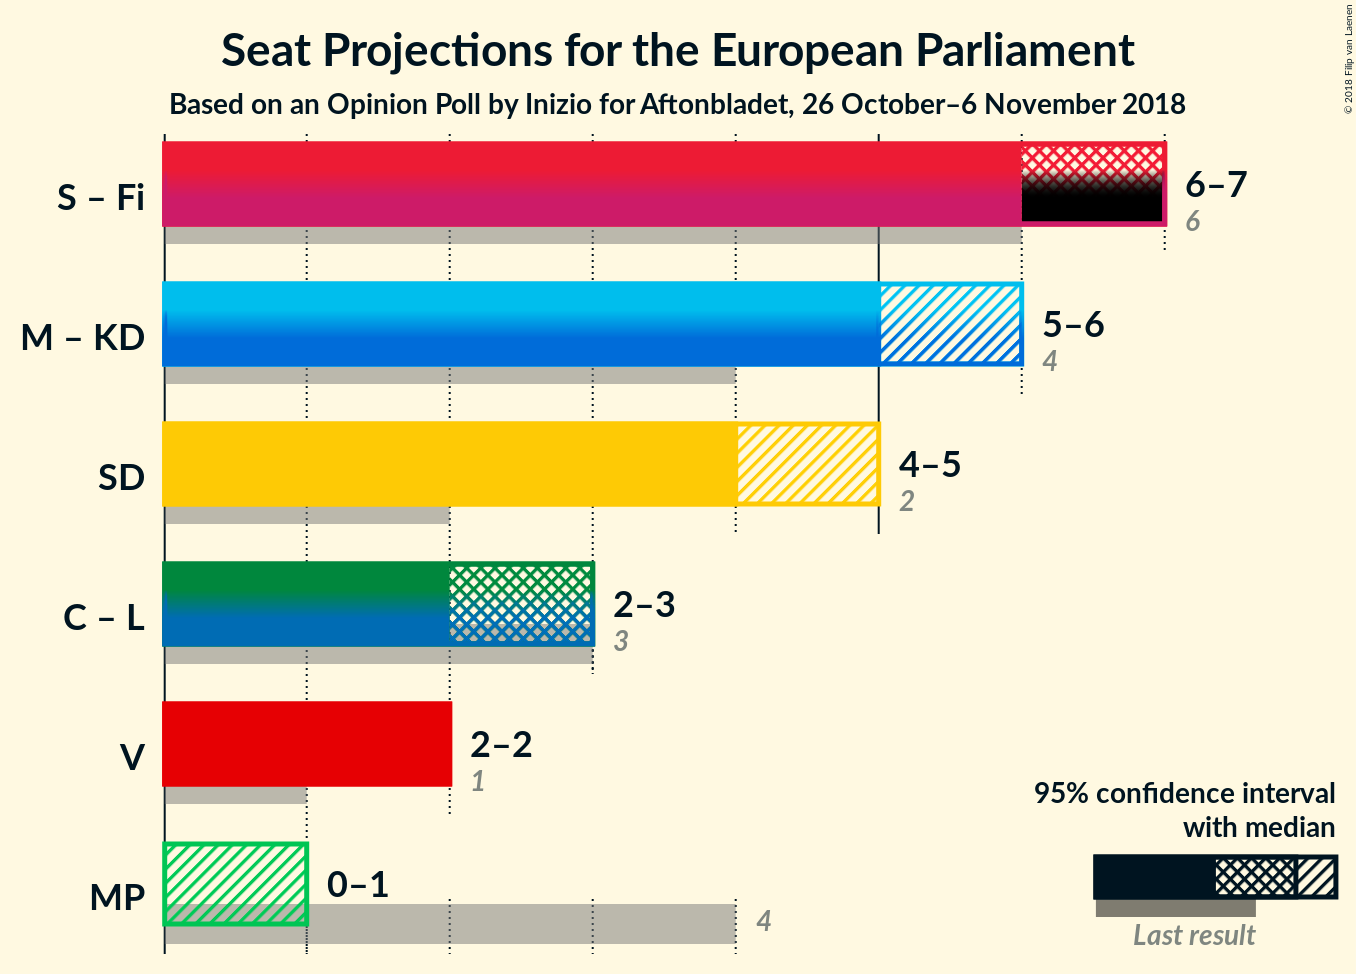 Seat Projections for the European Parliament
Based on an Opinion Poll by Inizio for Aftonbladet, 26 October–6 November 2018
© 2018 Filip van Laenen
S – Fi
6–7
6
M – KD
5–6
4
SD
4–5
2
C – L
2–3
3
V
2–2
1
MP
0–1
4
95% confidence interval
with median
Last result